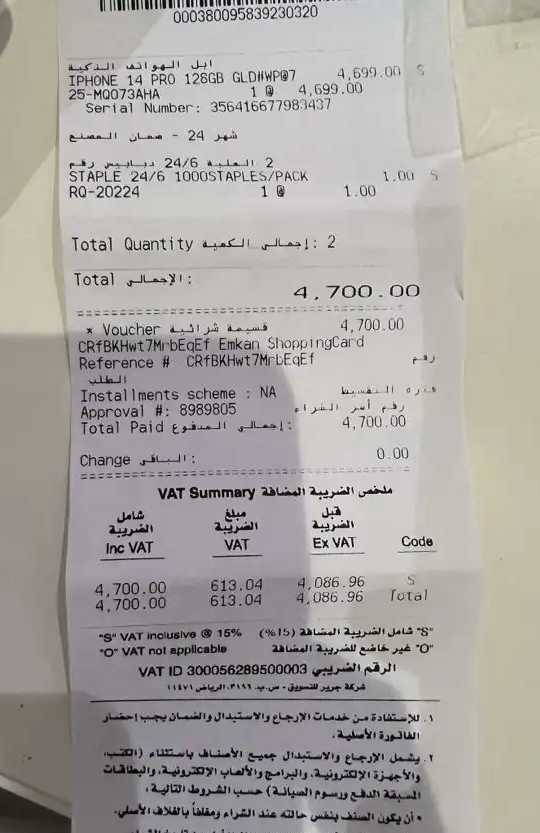 000380095839230320
ابل الهواتف الذكية
IPHONE 14 PRO 128GB GLD#WP@7 4,699.00 S
25-MQ073AHA 1 @ 4,699.00
Serial Number: 356416677983437
شهر 24 - ضمان المصنع
2 العلبة 24/6 دبابيس رقم
STAPLE 24/6 1000STAPLES/PACK 1.00 S
RQ-20224 1 @ 1.00
Total Quantity إجمالي الكمية : 2
Total الإجمالي :
4,700.00
* Voucher قسيمة شرائية 4,700.00
CRfBKHwt7MrbEqEf Emkan ShoppingCard
Reference # CRfBKHwt7MrbEqEf رقم
الطلب
Installments scheme : NA فترة التقسيط
Approval #: 8989805 رقم أمر الشراء
Total Paid إجمالي المدفوع : 4,700.00
Change الباقي : 0.00
VAT Summary ملخص الضريبة المضافة
شامل الضريبة مبلغ الضريبة قبل الضريبة
Inc VAT VAT Ex VAT Code
4,700.00 613.04 4,086.96 S
4,700.00 613.04 4,086.96 Total
"S" VAT inclusive @ 15% (15%) شامل الضريبة المضافة "S"
"O" VAT not applicable غير خاضع للضريبة المضافة "O"
VAT ID 300056289500003 الرقم الضريبي
شركة جرير للتسويق - ص.ب. ٣١٩٦، الرياض ١١٤٧١
١. للإستفادة من خدمات الإرجاع والاستبدال والضمان يجب إحضار
الفاتورة الأصلية.
٢. يشمل الإرجاع والاستبدال جميع الأصناف باستثناء (الكتب،
والأجهزة الإلكترونية، والبرامج والألعاب الإلكترونية، والبطاقات
المسبقة الدفع ورسوم الصيانة) حسب الشروط التالية:
• أن يكون الصنف بنفس حالته عند الشراء ومغلفاً بالغلاف الأصلي.